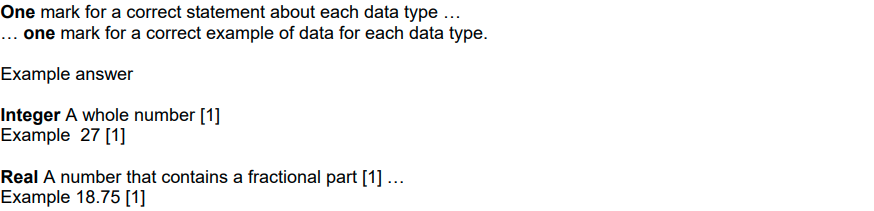 One mark for a correct statement about each data type …
… one mark for a correct example of data for each data type.
Example answer
Integer A whole number [1]
Example  27 [1]
Real A number that contains a fractional part [1] …
Example 18.75 [1]